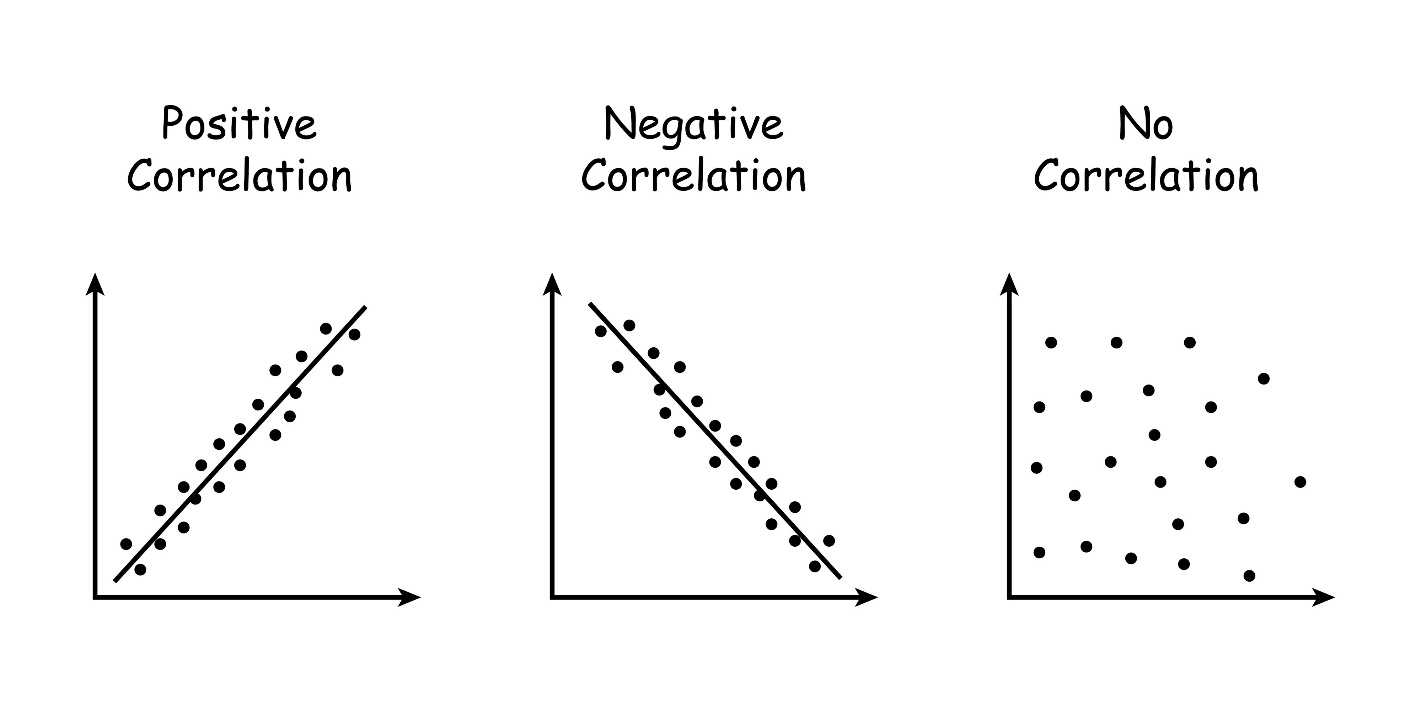 Positive
Correlation
Negative
Correlation
No
Correlation